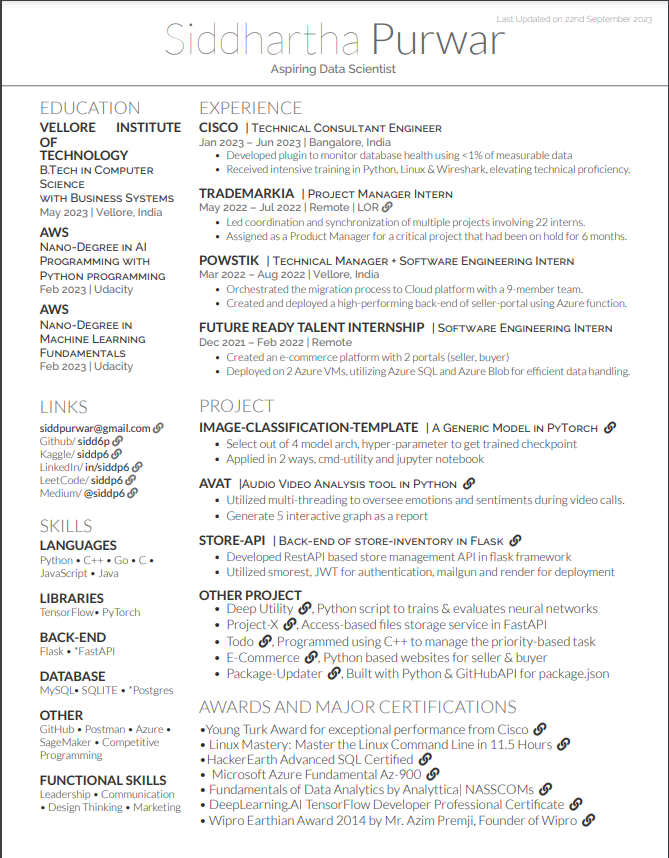 Last Updated on 22nd September 2023
Siddhartha Purwar
Aspiring Data Scientist
EDUCATION
VELLORE INSTITUTE
OF
TECHNOLOGY
B.Tech in Computer
Science
with Business Systems
May 2023 | Vellore, India
AWS
Nano-Degree in AI
Programming with
Python programming
Feb 2023 | Udacity
AWS
Nano-Degree in
Machine Learning
Fundamentals
Feb 2023 | Udacity
LINKS
siddpurwar@gmail.com
Github/ sidd6p
Kaggle/ siddp6
LinkedIn/ in/siddp6
LeetCode/ siddp6
Medium/ @siddp6
SKILLS
LANGUAGES
Python • C++ • Go • C •
JavaScript • Java
LIBRARIES
TensorFlow• PyTorch
BACK-END
Flask • *FastAPI
DATABASE
MySQL• SQLITE • *Postgres
OTHER
GitHub • Postman • Azure •
SageMaker • Competitive
Programming
FUNCTIONAL SKILLS
Leadership • Communication
• Design Thinking • Marketing
EXPERIENCE
CISCO | Technical Consultant Engineer
Jan 2023 – Jun 2023 | Bangalore, India
• Developed plugin to monitor database health using <1% of measurable data
• Received intensive training in Python, Linux & Wireshark, elevating technical proficiency.
TRADEMARKIA | Project Manager Intern
May 2022 – Jul 2022 | Remote | LOR
• Led coordination and synchronization of multiple projects involving 22 interns.
• Assigned as a Product Manager for a critical project that had been on hold for 6 months.
POWSTIK | Technical Manager + Software Engineering Intern
Mar 2022 – Aug 2022 | Vellore, India
• Orchestrated the migration process to Cloud platform with a 9-member team.
• Created and deployed a high-performing back-end of seller-portal using Azure function.
FUTURE READY TALENT INTERNSHIP | Software Engineering Intern
Dec 2021 – Feb 2022 | Remote
• Created an e-commerce platform with 2 portals (seller, buyer)
• Deployed on 2 Azure VMs, utilizing Azure SQL and Azure Blob for efficient data handling.
PROJECT
IMAGE-CLASSIFICATION-TEMPLATE | A Generic Model in PyTorch
• Select out of 4 model arch, hyper-parameter to get trained checkpoint
• Applied in 2 ways, cmd-utility and jupyter notebook
AVAT |Audio Video Analysis tool in Python
• Utilized multi-threading to oversee emotions and sentiments during video calls.
• Generate 5 interactive graph as a report
STORE-API | Back-end of store-inventory in Flask
• Developed RestAPI based store management API in flask framework
• Utilized smorest, JWT for authentication, mailgun and render for deployment
OTHER PROJECT
• Deep Utility , Python script to trains & evaluates neural networks
• Project-X , Access-based files storage service in FastAPI
• Todo , Programmed using C++ to manage the priority-based task
• E-Commerce , Python based websites for seller & buyer
• Package-Updater , Built with Python & GitHubAPI for package.json
AWARDS AND MAJOR CERTIFICATIONS
•Young Turk Award for exceptional performance from Cisco
• Linux Mastery: Master the Linux Command Line in 11.5 Hours
•HackerEarth Advanced SQL Certified
• Microsoft Azure Fundamental Az-900
• Fundamentals of Data Analytics by Analyttica| NASSCOMs
• DeepLearning.AI TensorFlow Developer Professional Certificate
• Wipro Earthian Award 2014 by Mr. Azim Premji, Founder of Wipro